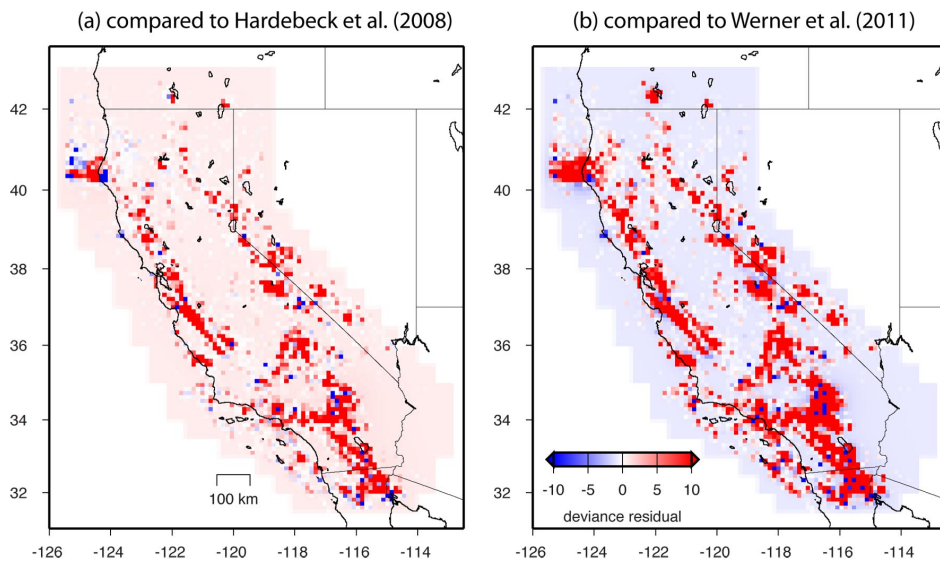 (a) compared to Hardebeck et al. (2008)
(b) compared to Werner et al. (2011)
42
40
38
36
34
32
100 km
-10 -5 0 5 10
deviance residual
-126 -124 -122 -120 -118 -116 -114
42
40
38
36
34
32
-126 -124 -122 -120 -118 -116 -114